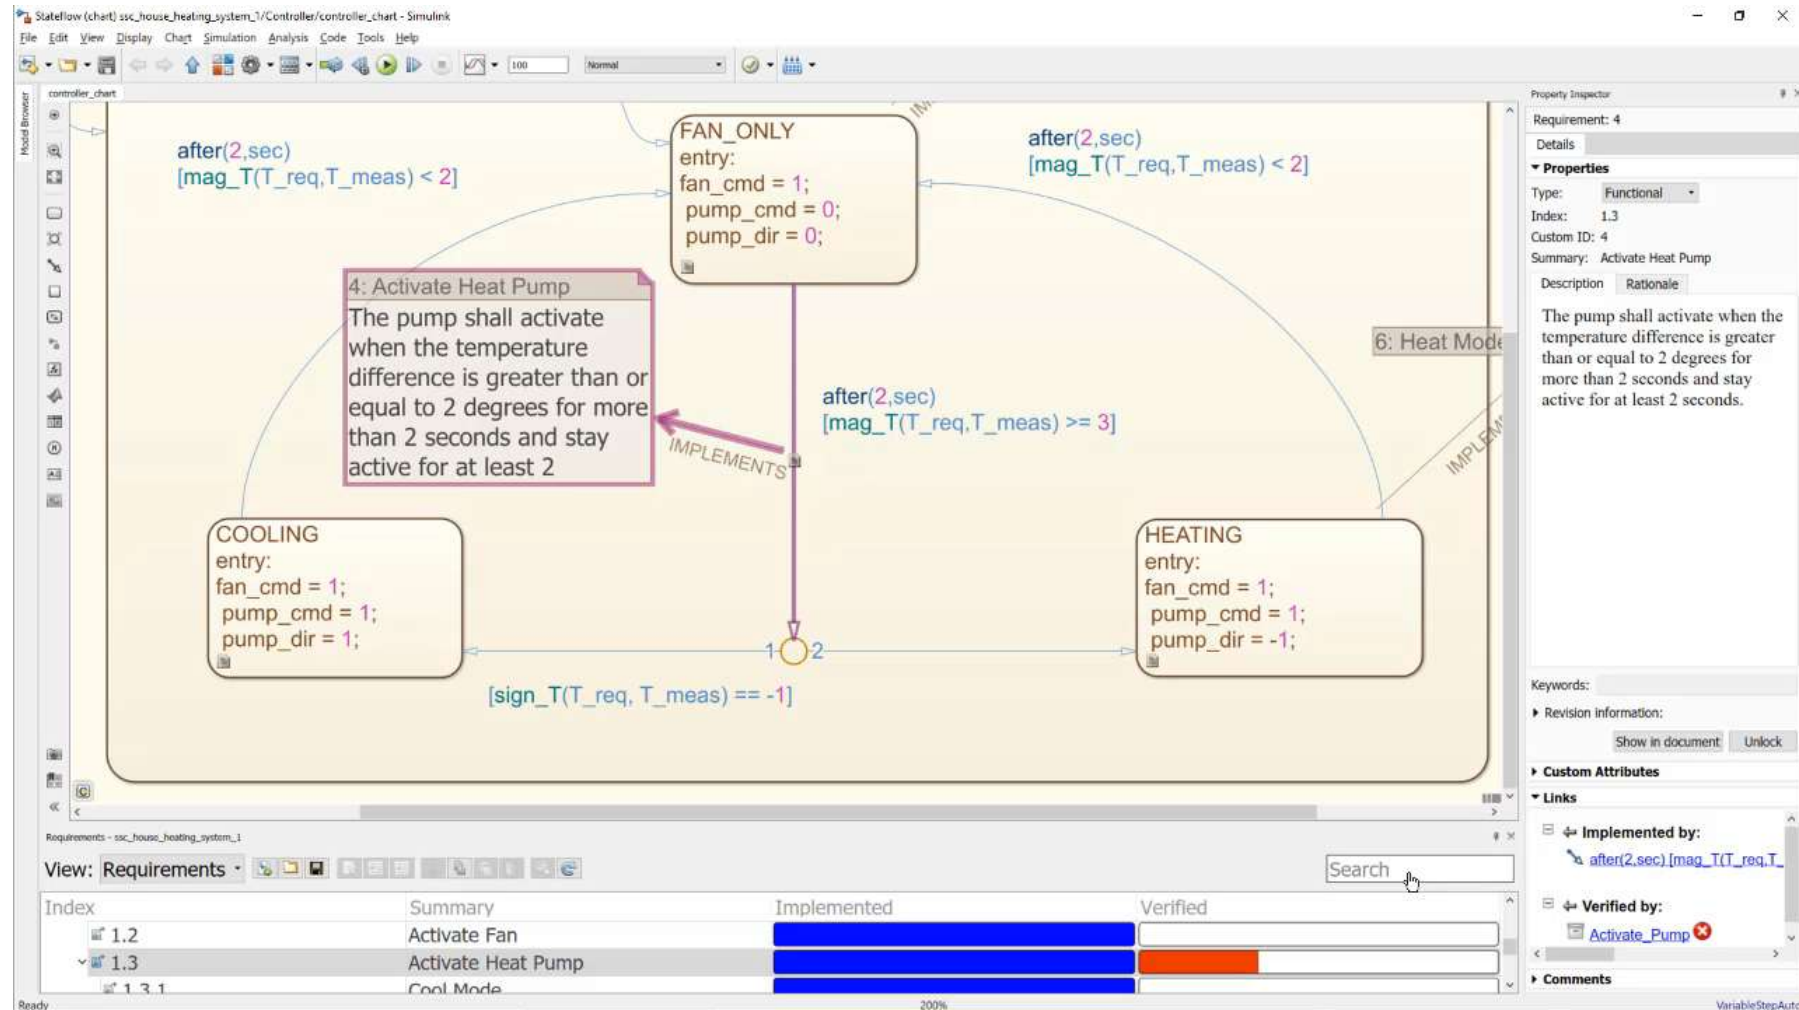 Stateflow (chart) ssc_house_heating_system_1/Controller/controller_chart - Simulink
File Edit View Display Chart Simulation Analysis Code Tools Help
100
Normal
Model Browser
controller_chart
after(2,sec)
[mag_T(T_req,T_meas) < 2]
FAN_ONLY
entry:
fan_cmd = 1;
pump_cmd = 0;
pump_dir = 0;
after(2,sec)
[mag_T(T_req,T_meas) < 2]
4: Activate Heat Pump
The pump shall activate
when the temperature
difference is greater than or
equal to 2 degrees for more
than 2 seconds and stay
active for at least 2
IMPLEMENTS
after(2,sec)
[mag_T(T_req,T_meas) >= 3]
6: Heat Mode
IMPLEM
COOLING
entry:
fan_cmd = 1;
pump_cmd = 1;
pump_dir = 1;
1
2
[sign_T(T_req, T_meas) == -1]
HEATING
entry:
fan_cmd = 1;
pump_cmd = 1;
pump_dir = -1;
Property Inspector
Requirement: 4
Details
Properties
Type: Functional
Index: 1.3
Custom ID: 4
Summary: Activate Heat Pump
Description Rationale
The pump shall activate when the
temperature difference is greater
than or equal to 2 degrees for
more than 2 seconds and stay
active for at least 2 seconds.
Keywords:
Revision information:
Show in document Unlock
Custom Attributes
Links
Implemented by:
after(2,sec) [mag_T(T_req,T_
Verified by:
Activate_Pump
Comments
Requirements - ssc_house_heating_system_1
View: Requirements
Search
Index Summary Implemented Verified
1.2 Activate Fan
1.3 Activate Heat Pump
1.3.1 Cool Mode
Ready
200%
VariableStepAuto